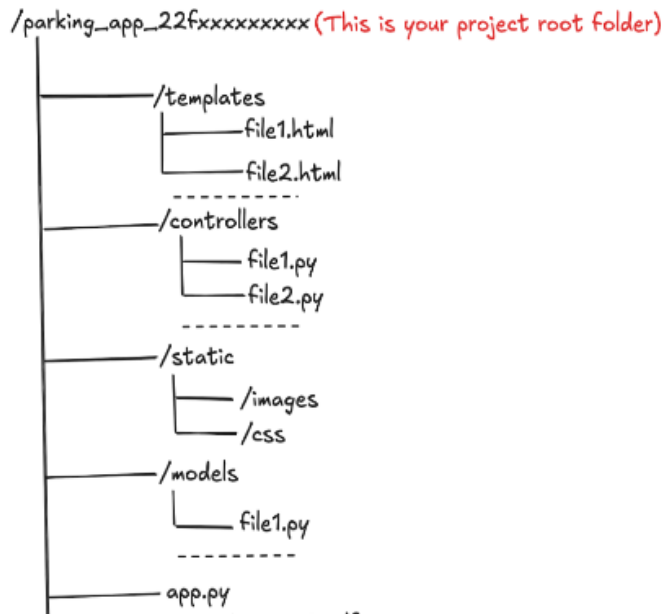 /parking_app_22fxxxxxxxxx (This is your project root folder)
/templates
file1.html
file2.html
/controllers
file1.py
file2.py
/static
/images
/css
/models
file1.py
app.py